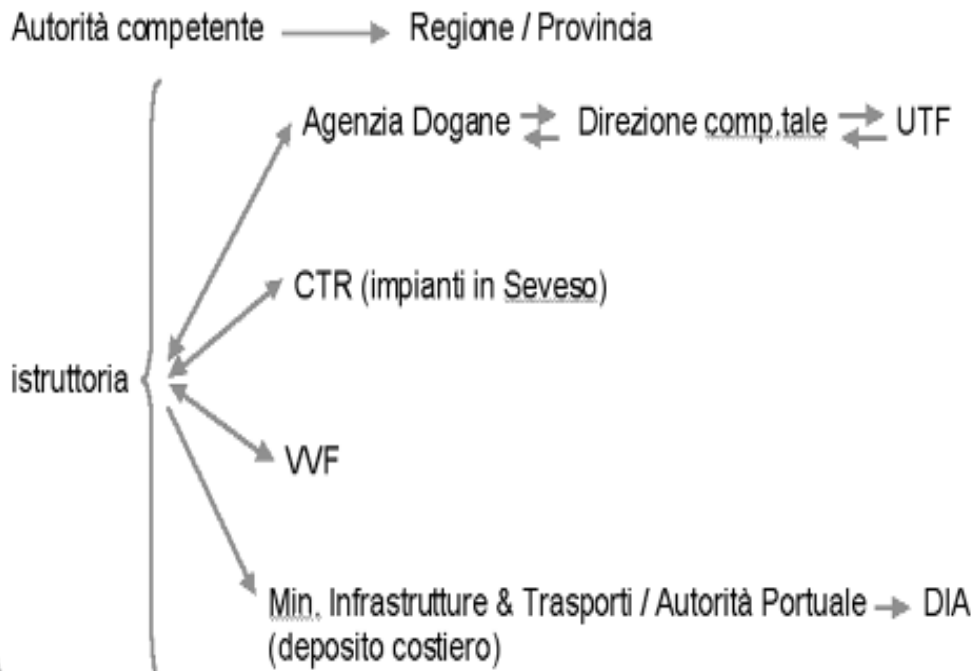 Autorità competente Regione / Provincia
Agenzia Dogane Direzione comp.tale UTF
CTR (impianti in Seveso)
istruttoria
VVF
Min. Infrastrutture & Trasporti / Autorità Portuale DIA
(deposito costiero)